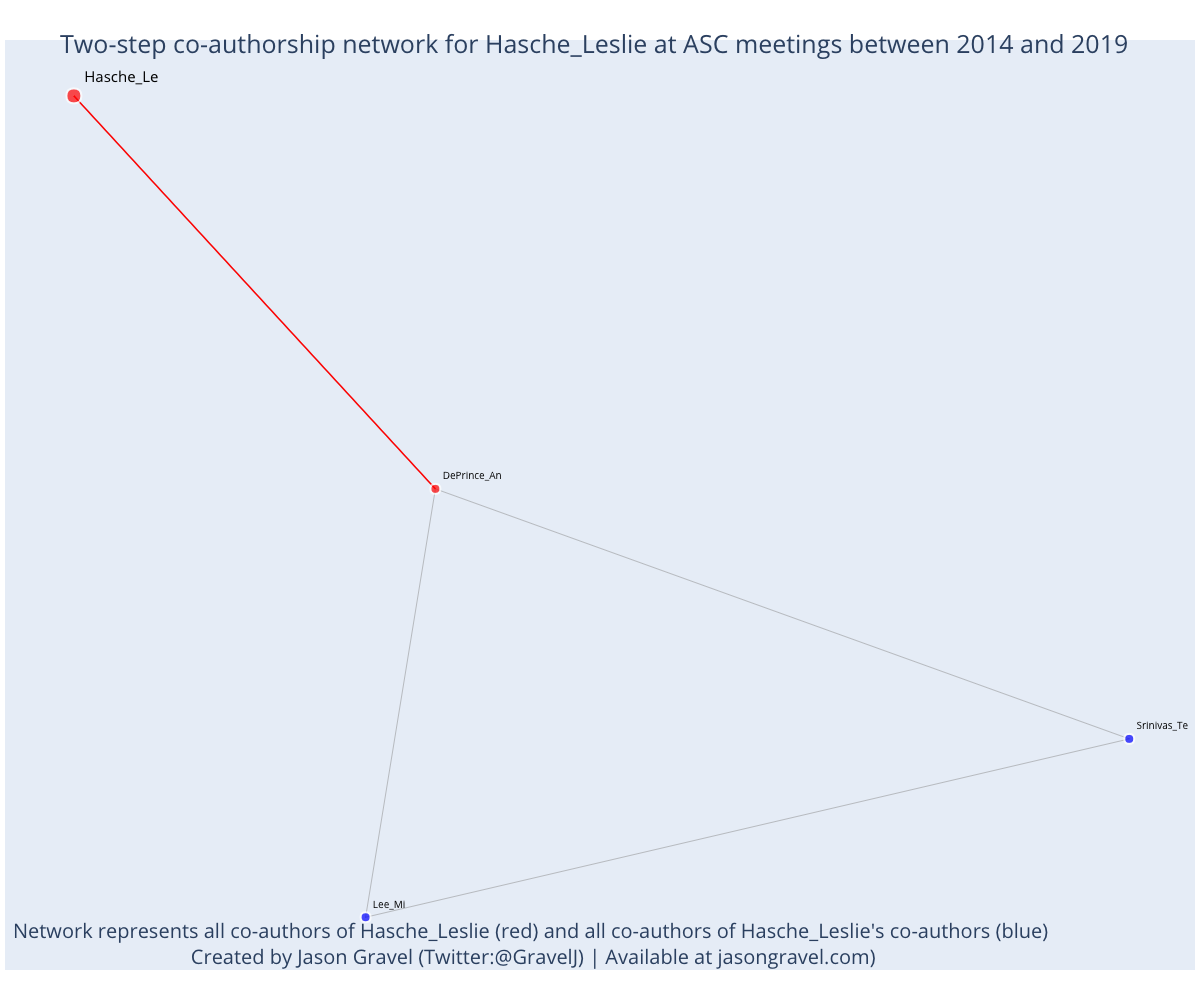 Two-step co-authorship network for Hasche_Leslie at ASC meetings between 2014 and 2019
Hasche_Le
DePrince_An
Srinivas_Te
Lee_Mi
Network represents all co-authors of Hasche_Leslie (red) and all co-authors of Hasche_Leslie's co-authors (blue)
Created by Jason Gravel (Twitter:@GravelJ) | Available at jasongravel.com)